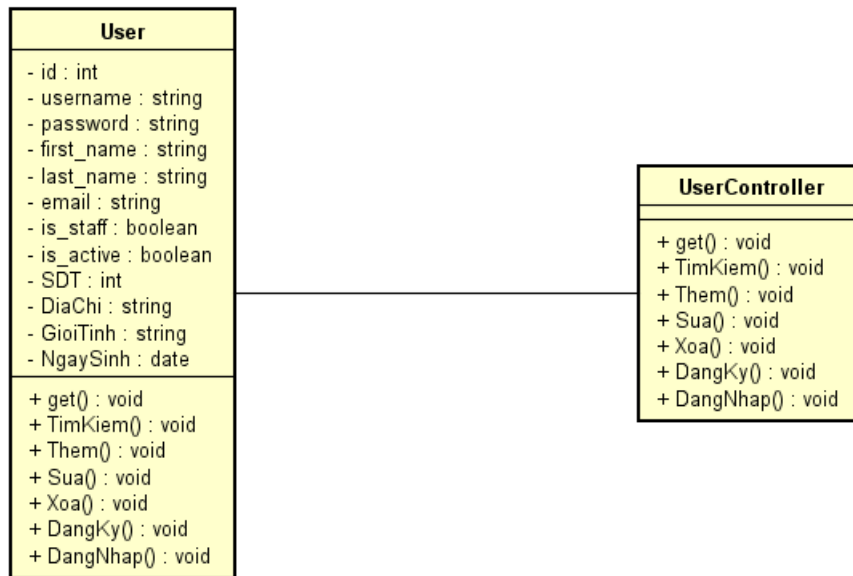 User
- id : int
- username : string
- password : string
- first_name : string
- last_name : string
- email : string
- is_staff : boolean
- is_active : boolean
- SDT : int
- DiaChi : string
- GioiTinh : string
- NgaySinh : date
+ get() : void
+ TimKiem() : void
+ Them() : void
+ Sua() : void
+ Xoa() : void
+ DangKy() : void
+ DangNhap() : void
UserController
+ get() : void
+ TimKiem() : void
+ Them() : void
+ Sua() : void
+ Xoa() : void
+ DangKy() : void
+ DangNhap() : void